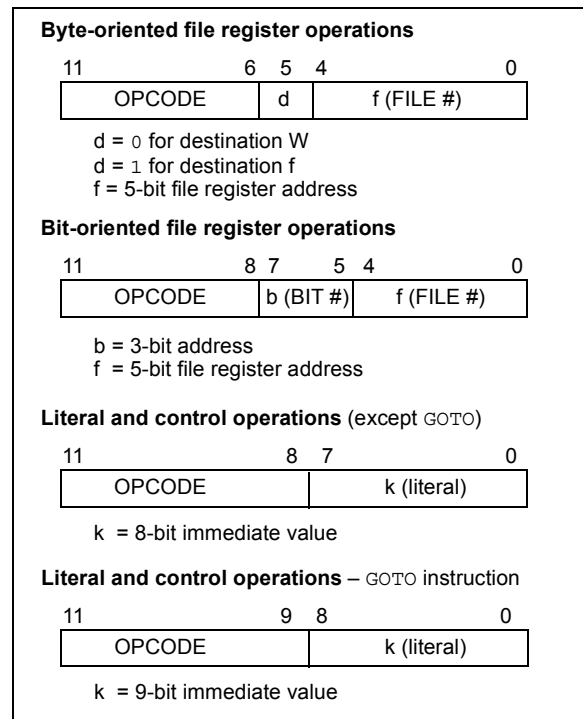 Byte-oriented file register operations
11 6 5 4 0
OPCODE d f (FILE #)
d = 0 for destination W
d = 1 for destination f
f = 5-bit file register address
Bit-oriented file register operations
11 8 7 5 4 0
OPCODE b (BIT #) f (FILE #)
b = 3-bit address
f = 5-bit file register address
Literal and control operations (except GOTO)
11 8 7 0
OPCODE k (literal)
k = 8-bit immediate value
Literal and control operations – GOTO instruction
11 9 8 0
OPCODE k (literal)
k = 9-bit immediate value